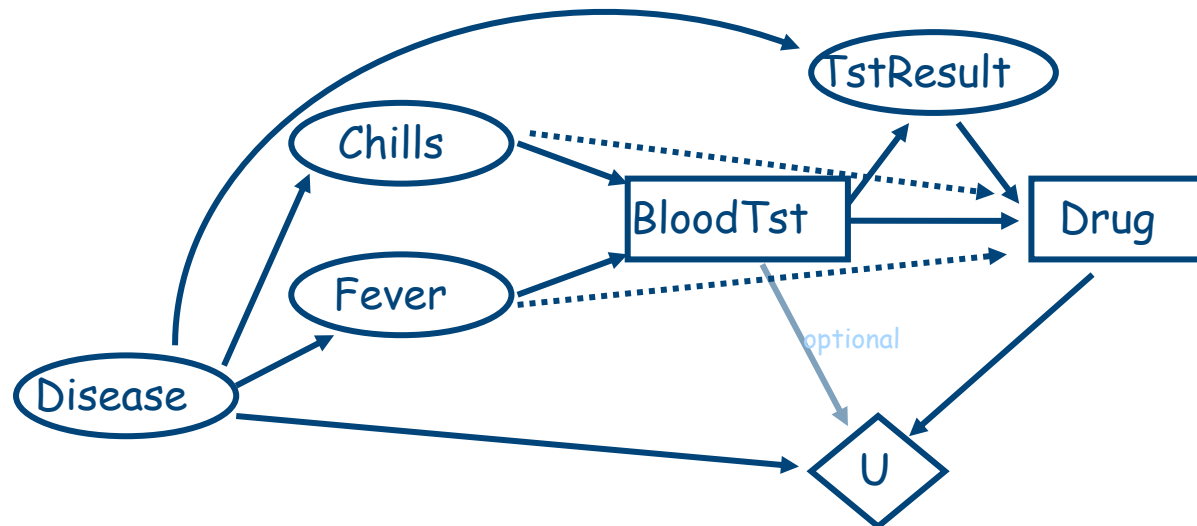 TstResult
Chills
BloodTst
Drug
Fever
optional
Disease
U